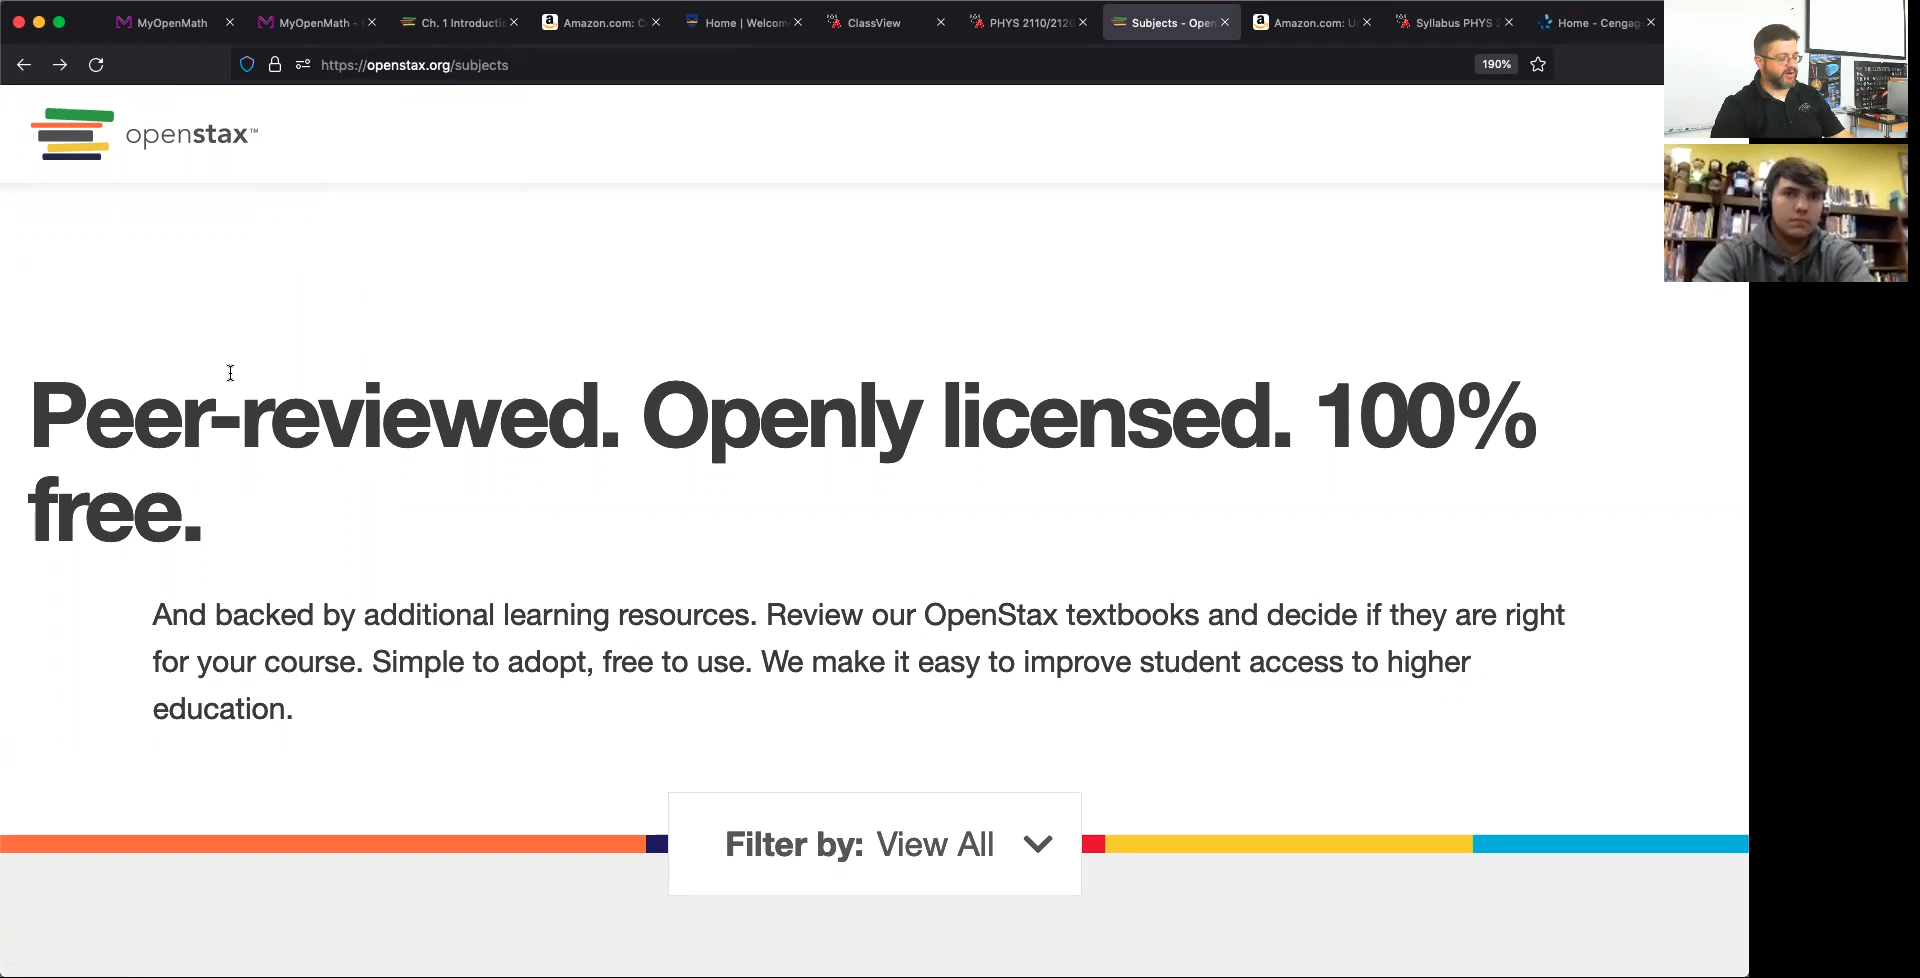 MyOpenMath
MyOpenMath -
Ch. 1 Introducti
Amazon.com: C
Home | Welcom
ClassView
PHYS 2110/212
Subjects - Open
Amazon.com: U
Syllabus PHYS 2
Home - Cengag
https://openstax.org/subjects
190%
openstax™
Peer-reviewed. Openly licensed. 100%
free.
And backed by additional learning resources. Review our OpenStax textbooks and decide if they are right
for your course. Simple to adopt, free to use. We make it easy to improve student access to higher
education.
Filter by: View All